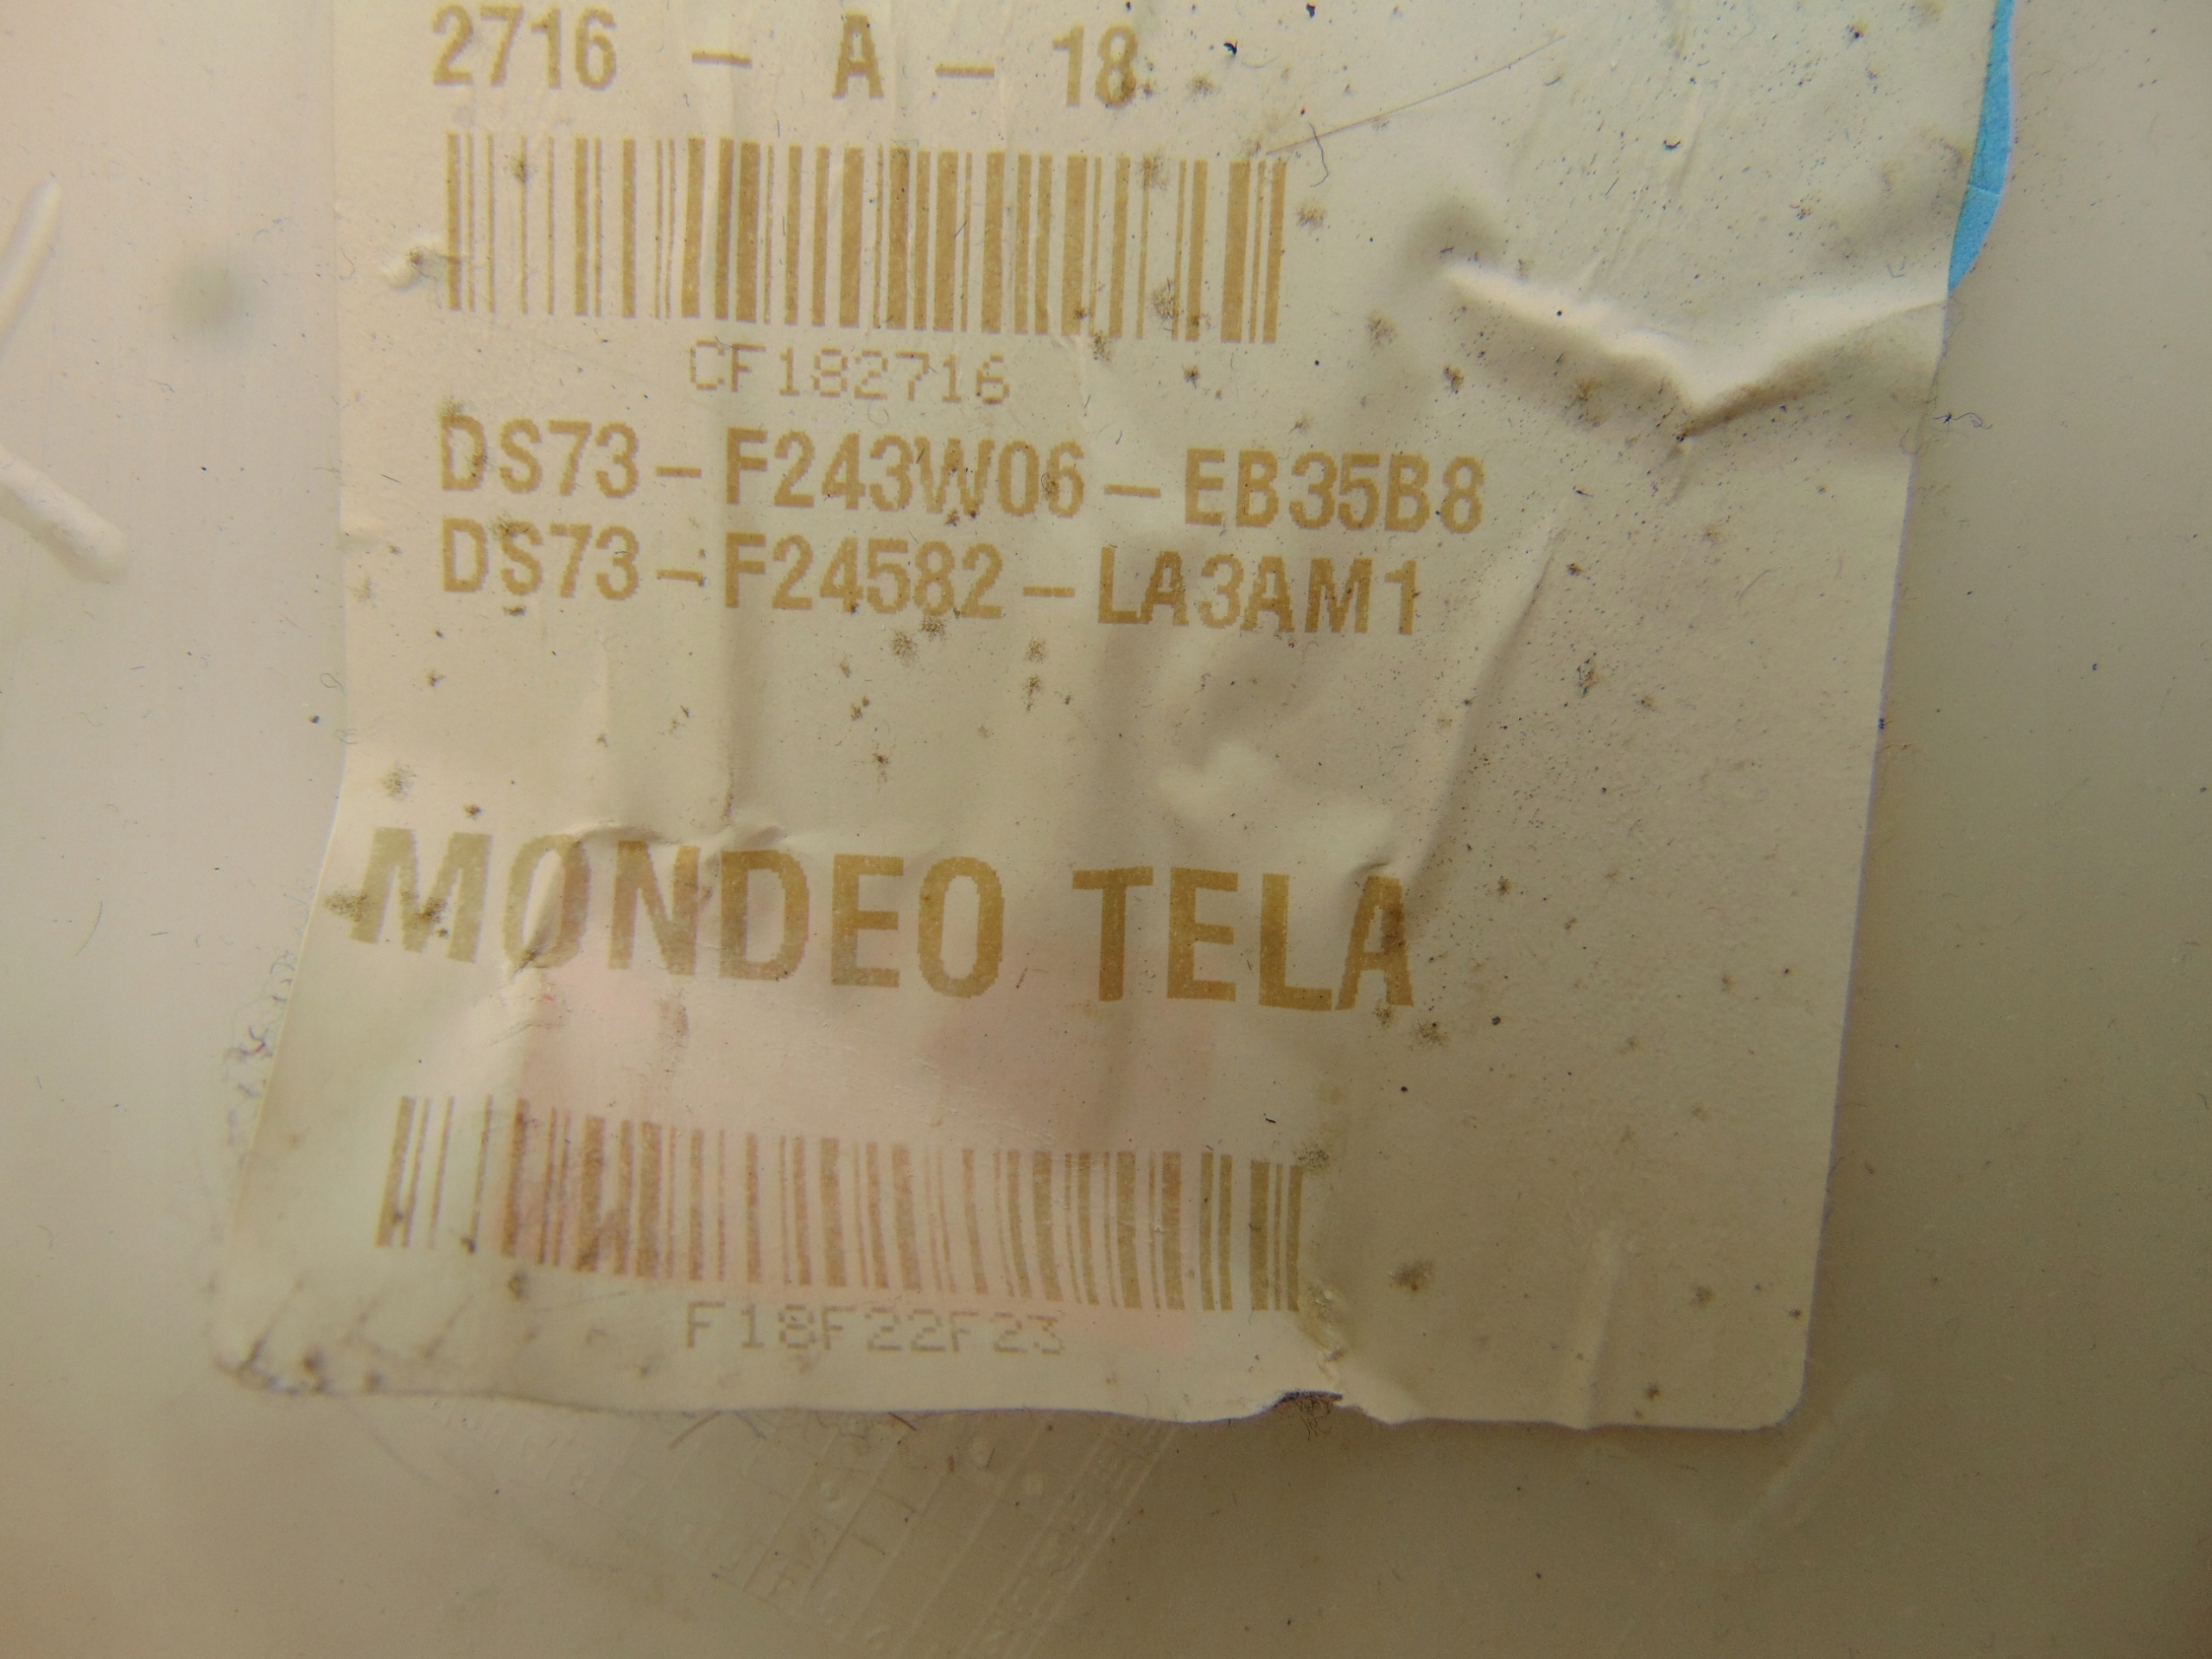 2716 - A - 18
CF182716
DS73-F243W06-EB35B8
DS73-F24582-LA3AM1
MONDEO TELA
F18F22F23